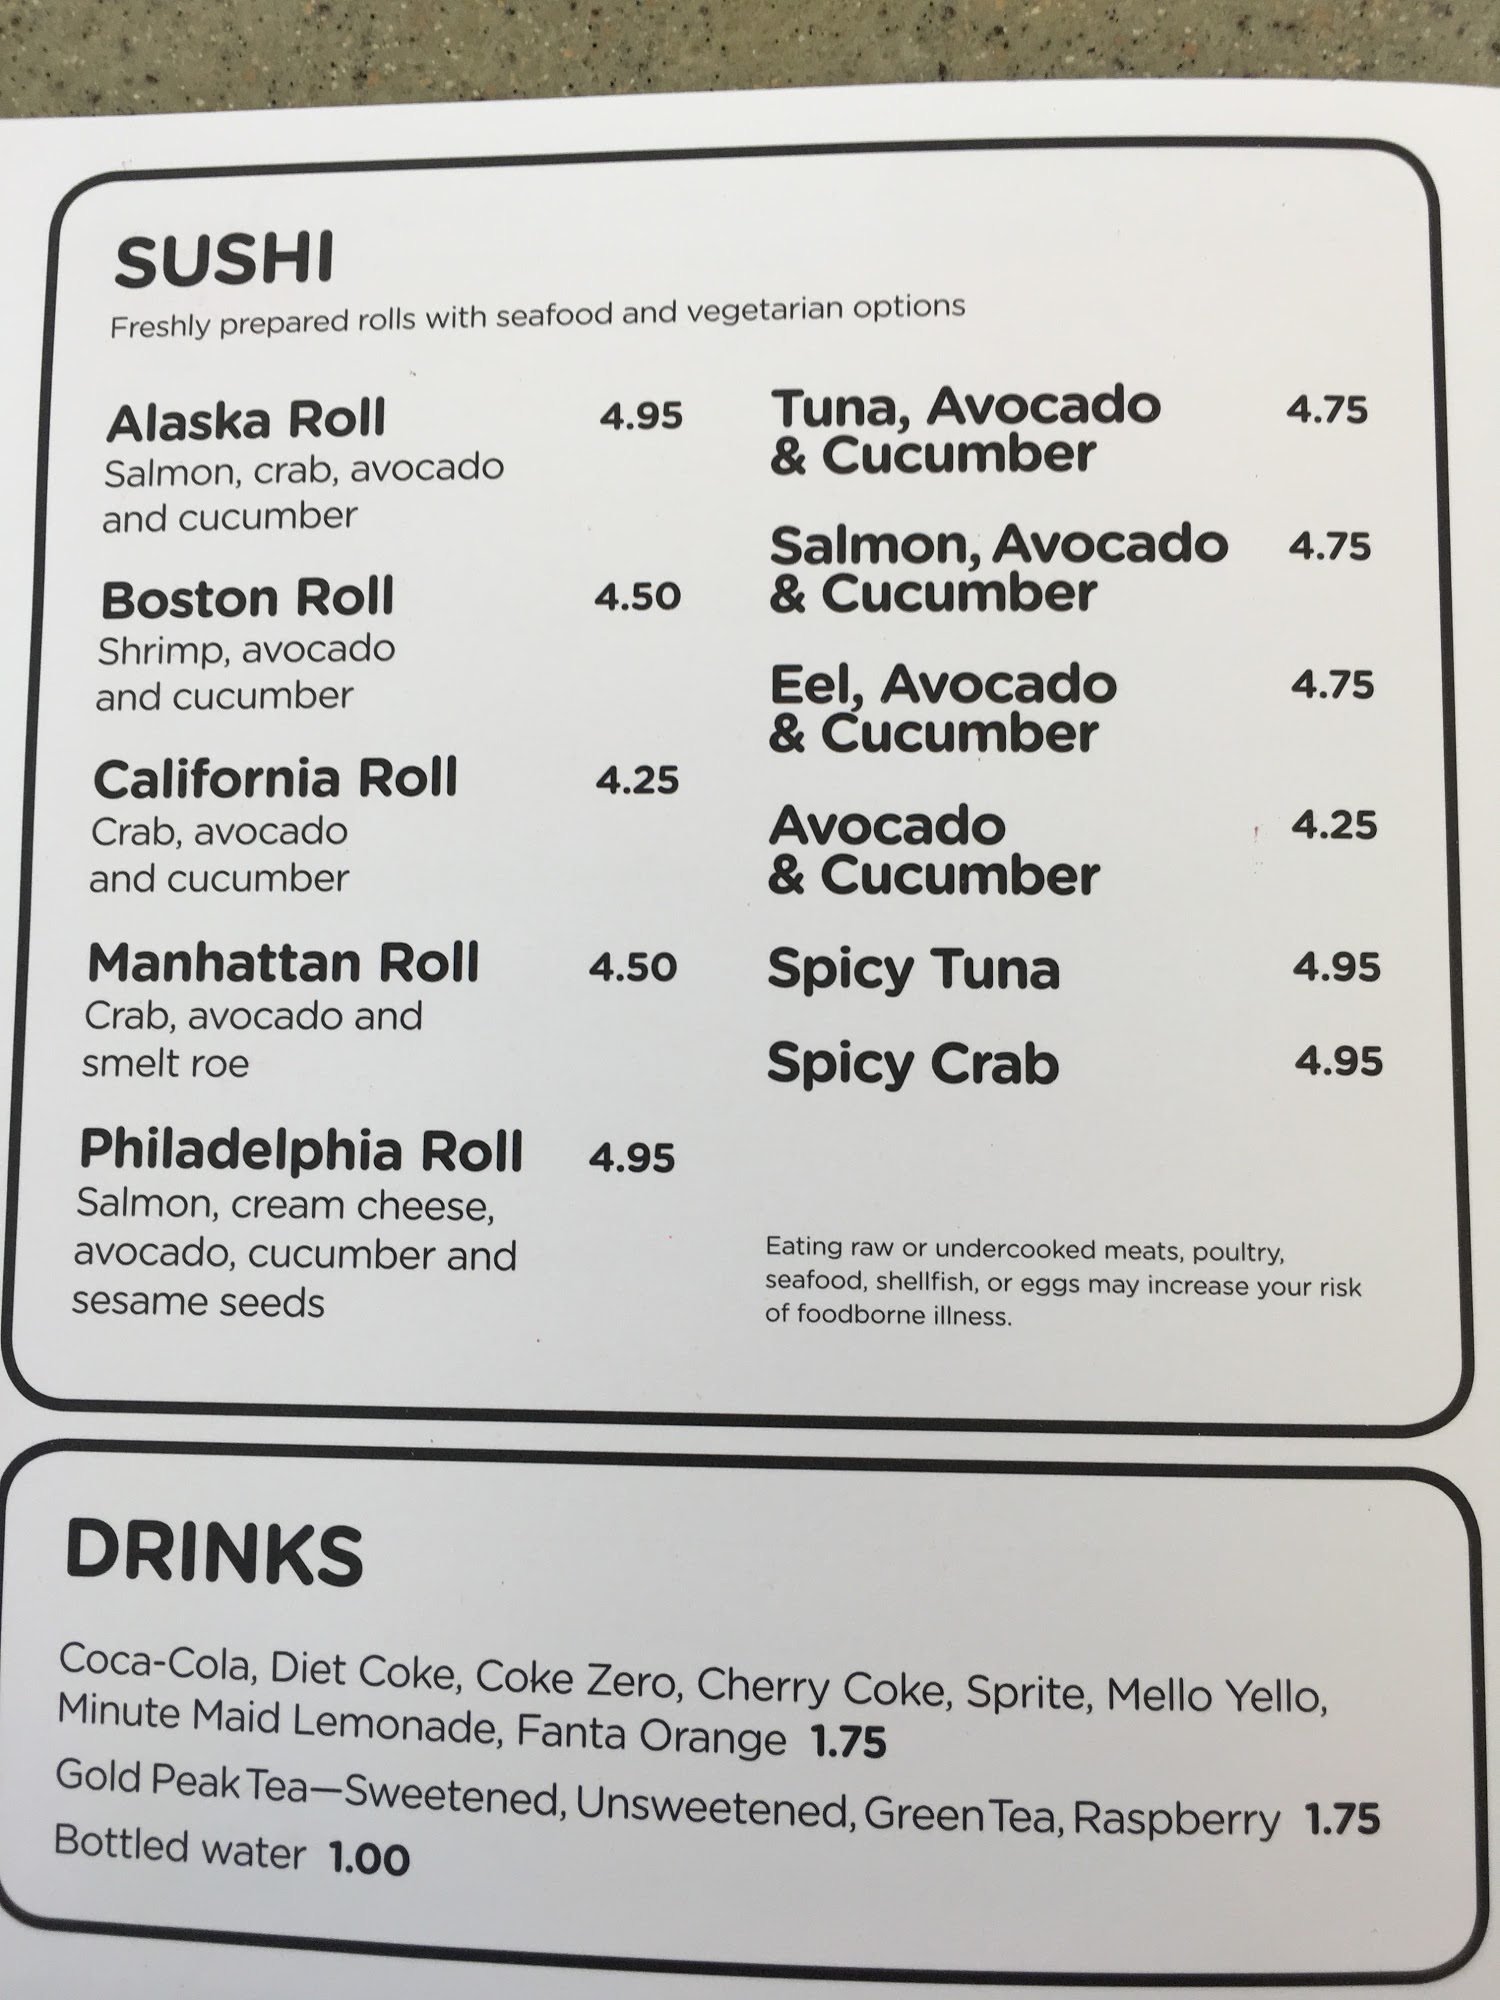 SUSHI
Freshly prepared rolls with seafood and vegetarian options
Alaska Roll 4.95
Salmon, crab, avocado
and cucumber
Boston Roll 4.50
Shrimp, avocado
and cucumber
California Roll 4.25
Crab, avocado
and cucumber
Manhattan Roll 4.50
Crab, avocado and
smelt roe
Philadelphia Roll 4.95
Salmon, cream cheese,
avocado, cucumber and
sesame seeds
Tuna, Avocado 4.75
& Cucumber
Salmon, Avocado 4.75
& Cucumber
Eel, Avocado 4.75
& Cucumber
Avocado 4.25
& Cucumber
Spicy Tuna 4.95
Spicy Crab 4.95
Eating raw or undercooked meats, poultry,
seafood, shellfish, or eggs may increase your risk
of foodborne illness.
DRINKS
Coca-Cola, Diet Coke, Coke Zero, Cherry Coke, Sprite, Mello Yello,
Minute Maid Lemonade, Fanta Orange 1.75
Gold Peak Tea—Sweetened, Unsweetened, Green Tea, Raspberry 1.75
Bottled water 1.00